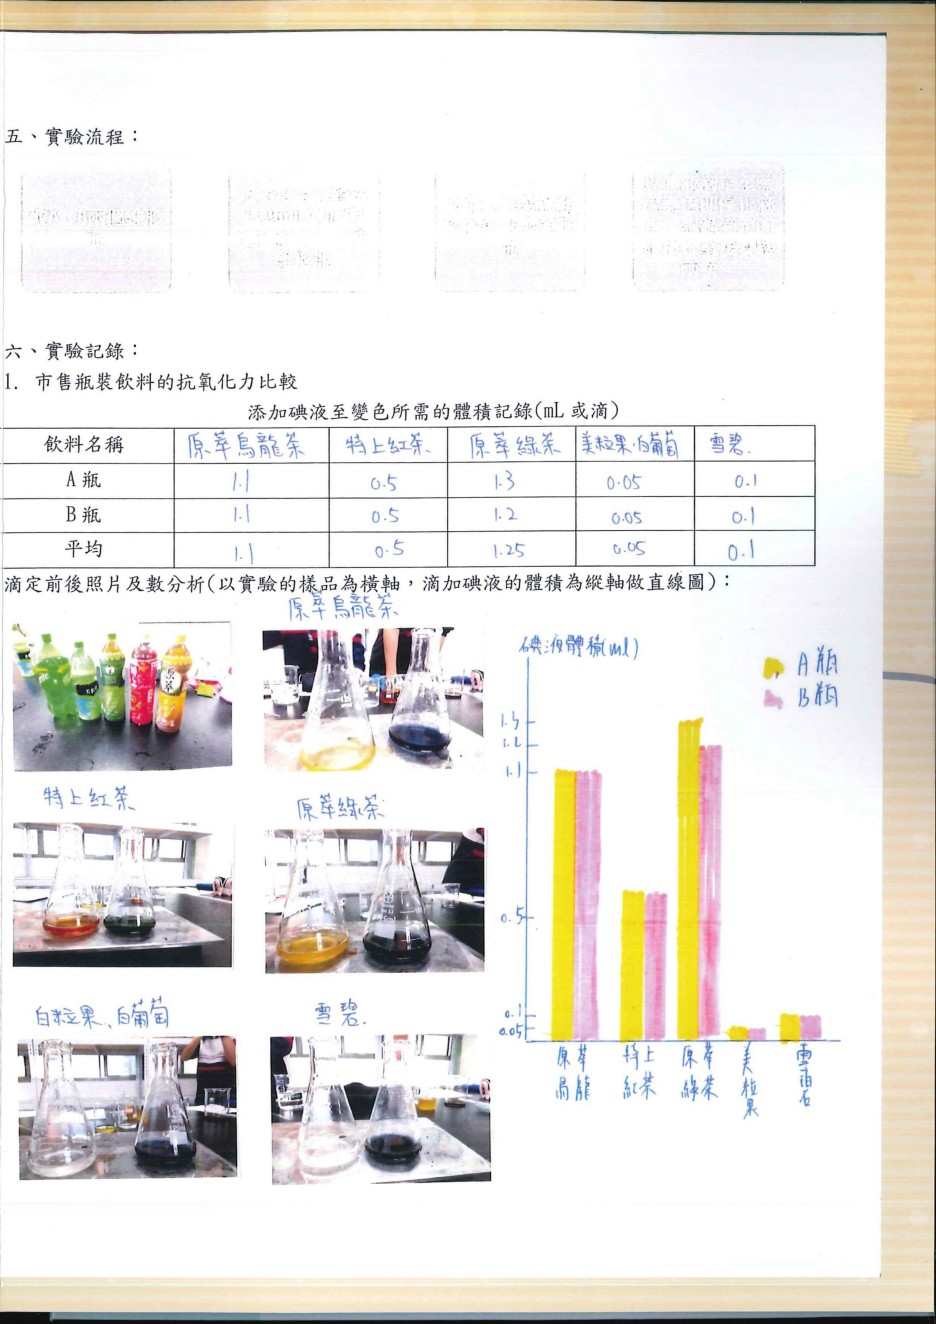 五、實驗流程：
六、實驗記錄：
1. 市售瓶裝飲料的抗氧化力比較
添加碘液至變色所需的體積記錄(mL 或滴)
飲料名稱 原萃烏龍茶 特上紅茶 原萃綠茶 美粒果.白葡萄 雪碧.
A 瓶 1.1 0.5 1.3 0.05 0.1
B 瓶 1.1 0.5 1.2 0.05 0.1
平均 1.1 0.5 1.25 0.05 0.1
滴定前後照片及數分析(以實驗的樣品為橫軸，滴加碘液的體積為縱軸做直線圖)：
原萃烏龍茶
特上紅茶
原萃綠茶
白粒果、白葡萄
雪碧.
碘液體積(ml)
A瓶
B瓶
1.3
1.2
1.1
0.5
0.1
0.05
原萃烏龍
特上紅茶
原萃綠茶
美粒果
雪碧